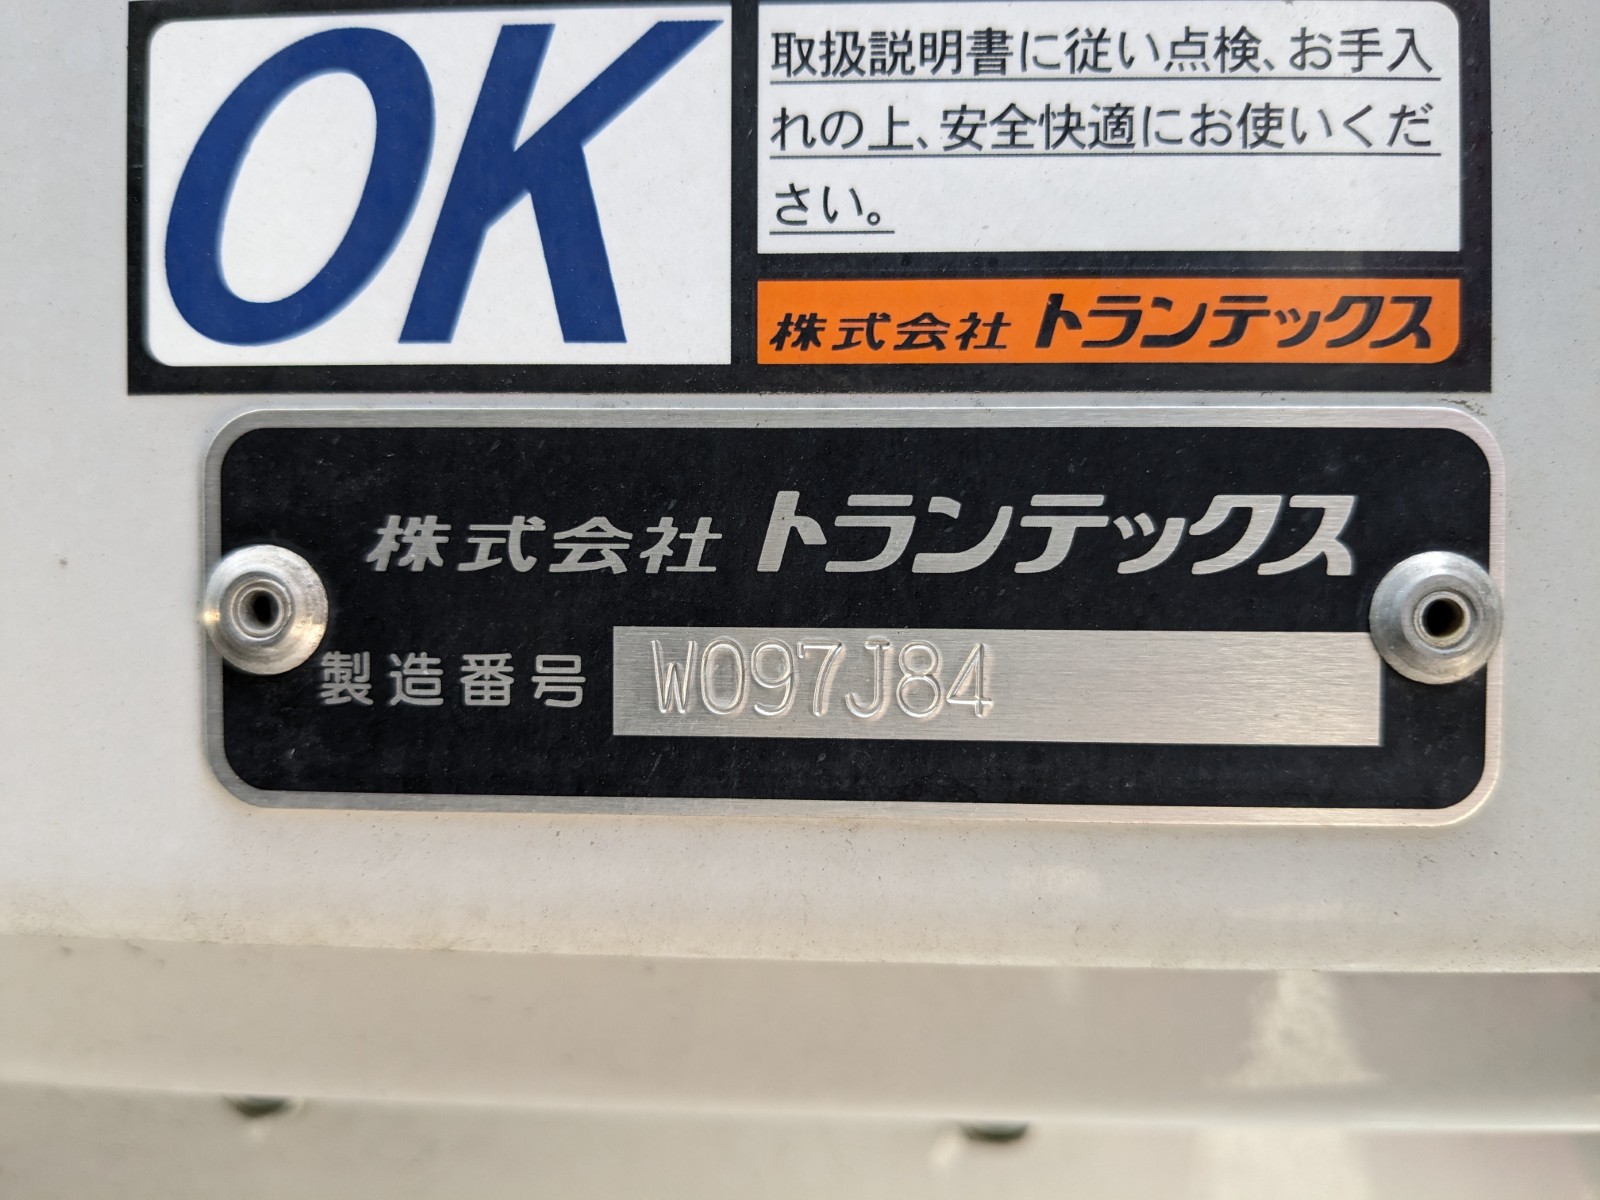 OK
取扱説明書に従い点検、お手入
れの上、安全快適にお使いくだ
さい。
株式会社 トランテックス
株式会社 トランテックス
製造番号 W097J84